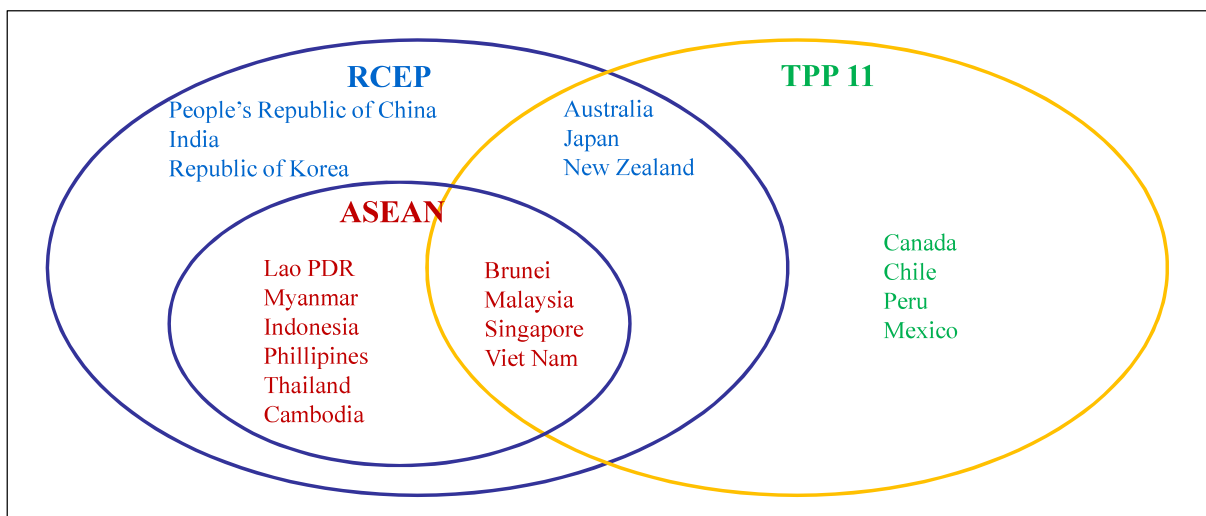 RCEP
People's Republic of China
India
Republic of Korea
Australia
Japan
New Zealand
TPP 11
ASEAN
Lao PDR
Myanmar
Indonesia
Phillipines
Thailand
Cambodia
Brunei
Malaysia
Singapore
Viet Nam
Canada
Chile
Peru
Mexico